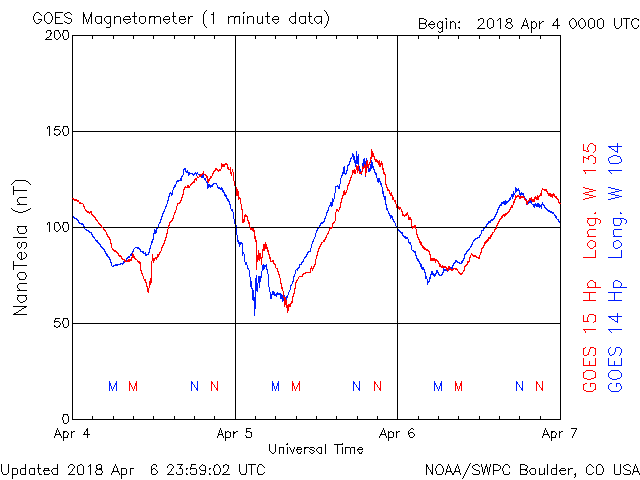 GOES Magnetometer (1 minute data)
Begin: 2018 Apr 4 0000 UTC
200
150
100
50
0
NanoTesla (nT)
M M N N M M N N M M N N
Apr 4 Apr 5 Apr 6 Apr 7
Universal Time
GOES 15 Hp Long. W 135
GOES 14 Hp Long. W 104
Updated 2018 Apr 6 23:59:02 UTC
NOAA/SWPC Boulder, CO USA